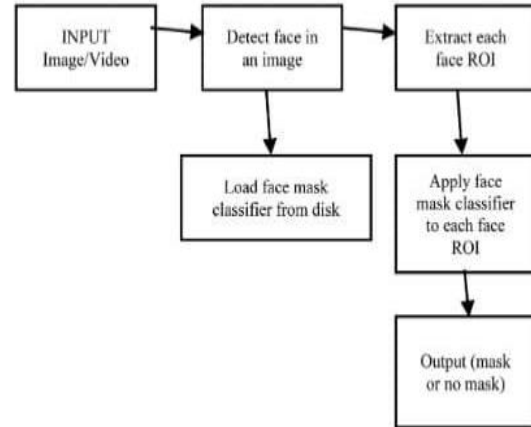 INPUT
Image/Video
Detect face in
an image
Extract each
face ROI
Load face mask
classifier from disk
Apply face
mask classifier
to each face
ROI
Output (mask
or no mask)